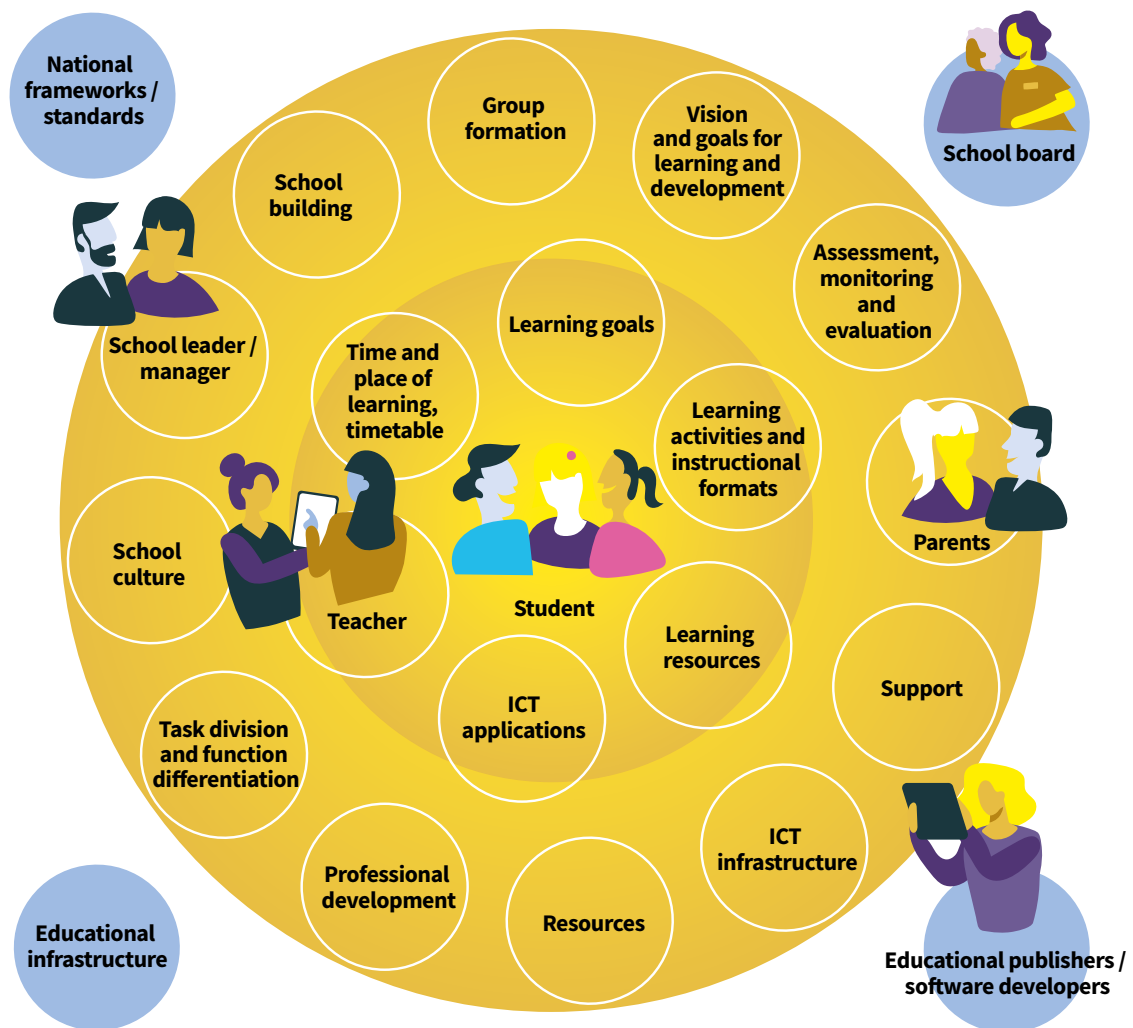 National
frameworks /
standards
Group
formation
Vision
and goals for
learning and
development
School board
School
building
Assessment,
monitoring
and
evaluation
School leader /
manager
Time and
place of
learning,
timetable
Learning goals
Learning
activities and
instructional
formats
Parents
School
culture
Teacher
Student
Learning
resources
Support
Task division
and function
differentiation
ICT
applications
ICT
infrastructure
Professional
development
Resources
Educational
infrastructure
Educational publishers /
software developers